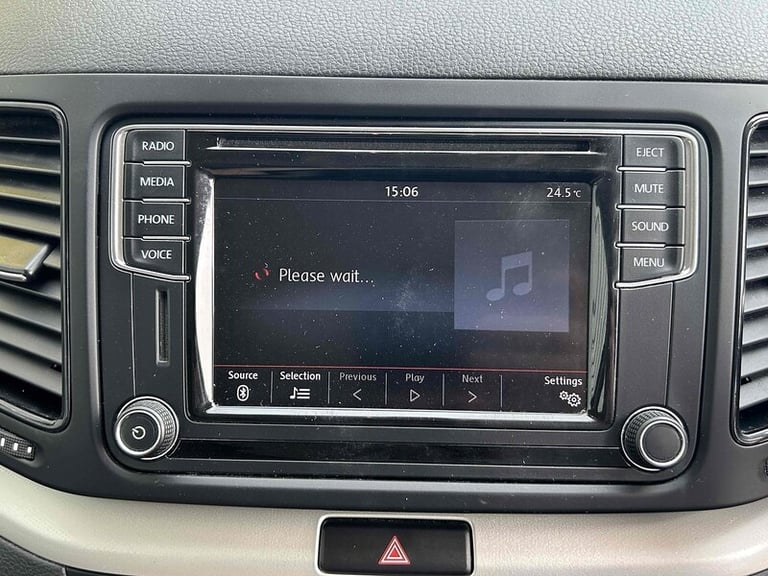 RADIO
MEDIA
PHONE
VOICE
EJECT
MUTE
SOUND
MENU
15:06 24.5 °C
Please wait...
Source Selection Previous Play Next Settings